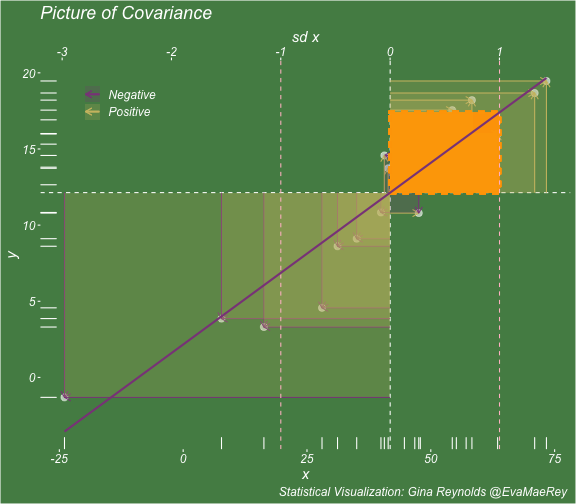 Picture of Covariance
sd x
-3 -2 -1 0 1
20
15
10
5
0
y
Negative
Positive
-25 0 25 50 75
x
Statistical Visualization: Gina Reynolds @EvaMaeRey